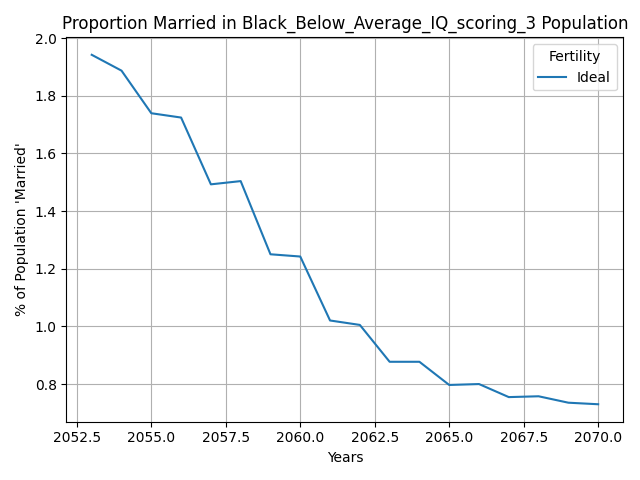 Proportion Married in Black_Below_Average_IQ_scoring_3 Population
2.0
1.8
1.6
1.4
1.2
1.0
0.8
% of Population 'Married'
Fertility
Ideal
2052.5 2055.0 2057.5 2060.0 2062.5 2065.0 2067.5 2070.0
Years